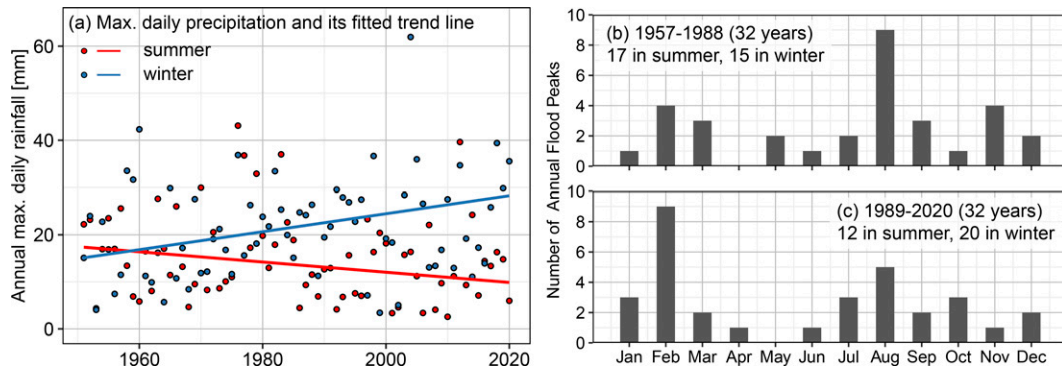 (a) Max. daily precipitation and its fitted trend line
summer
winter
Annual max. daily rainfall [mm]
60
40
20
0
1960
1980
2000
2020
Number of Annual Flood Peaks
(b) 1957-1988 (32 years)
17 in summer, 15 in winter
10
8
6
4
2
0
(c) 1989-2020 (32 years)
12 in summer, 20 in winter
10
8
6
4
2
0
Jan Feb Mar Apr May Jun Jul Aug Sep Oct Nov Dec